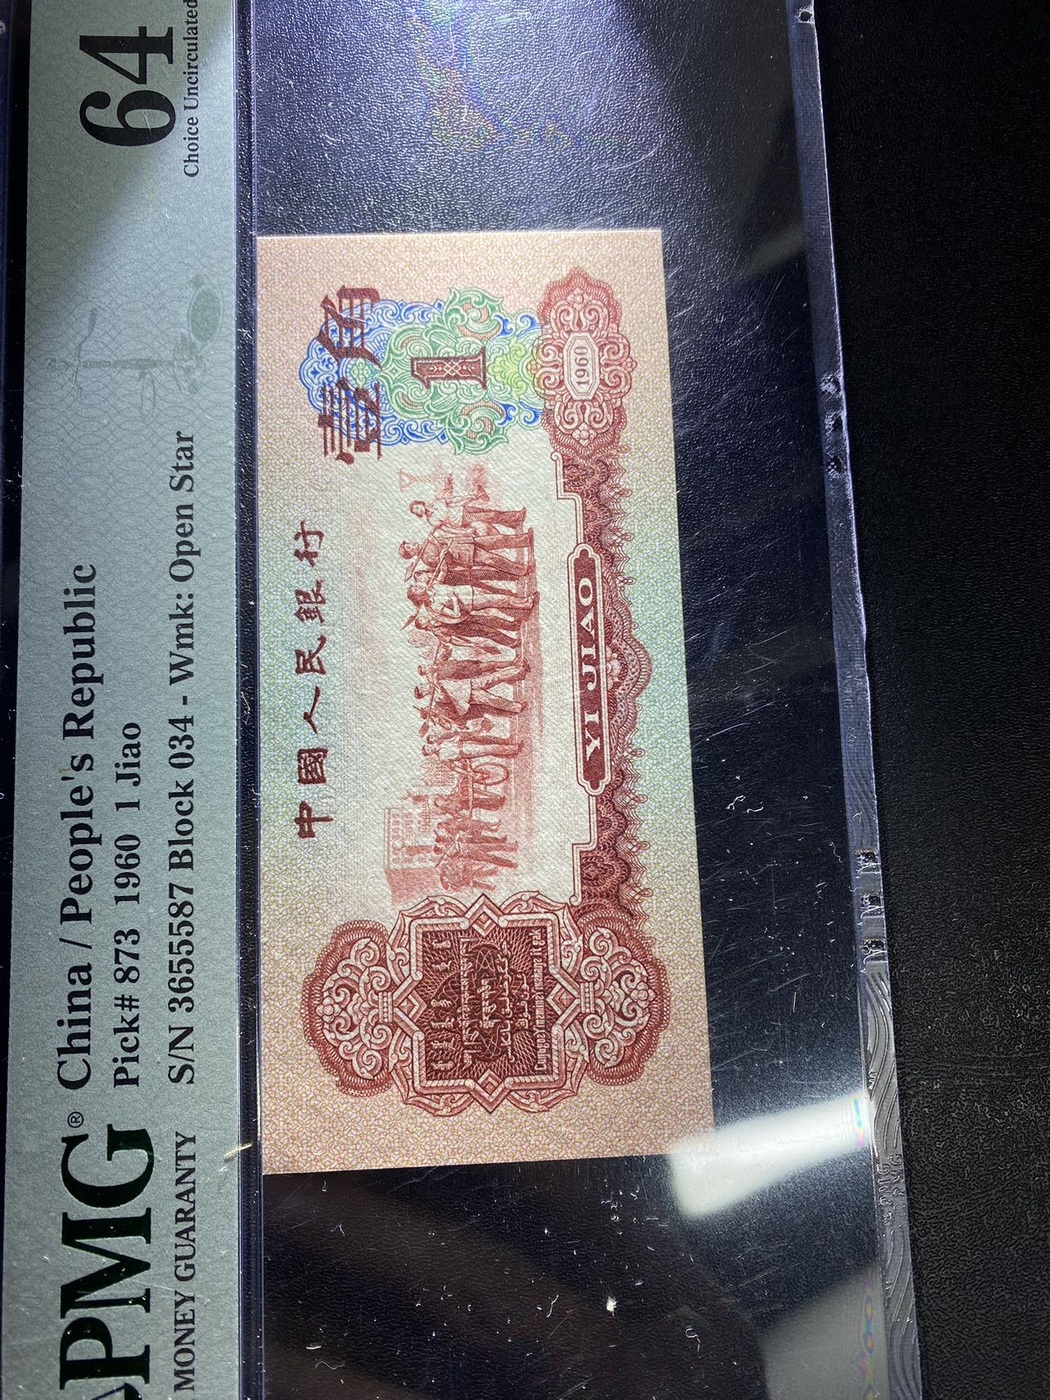 PMG® China / People's Republic
Pick# 873 1960 1 Jiao
MONEY GUARANTY S/N 3655587 Block 034 - Wmk: Open Star
64
Choice Uncirculated
中國人民銀行
壹角
1
1960
YI JIAO